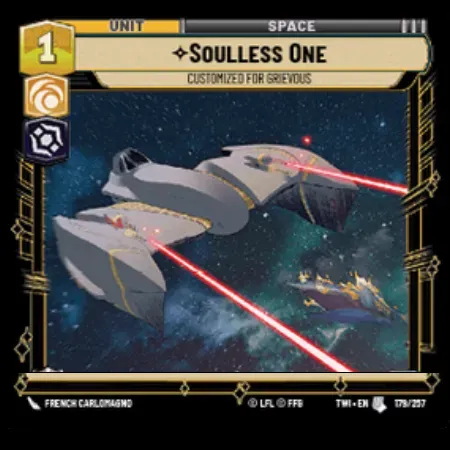 UNIT
SPACE
1
SOULLESS ONE
CUSTOMIZED FOR GRIEVOUS
FRENCH CARLOMAGNO
© LFL © FFG
TWI • EN
179/257